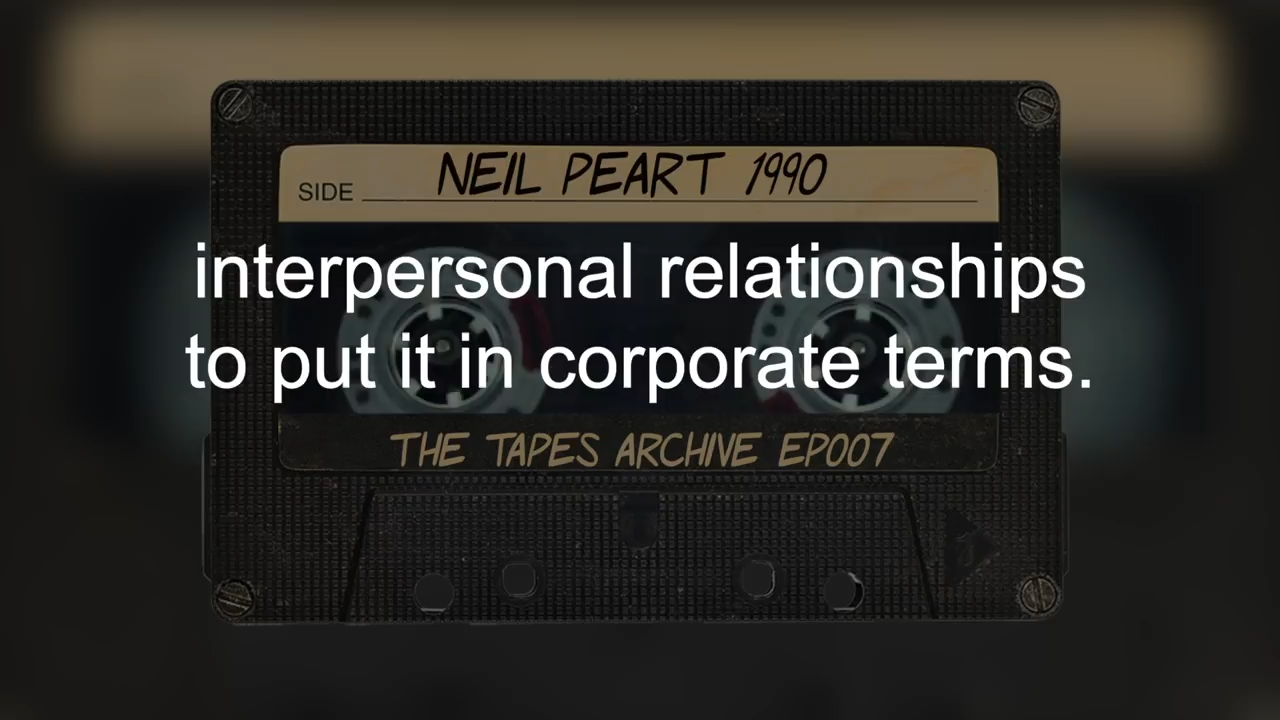 NEIL PEART 1990
SIDE
interpersonal relationships
to put it in corporate terms.
THE TAPES ARCHIVE EP007